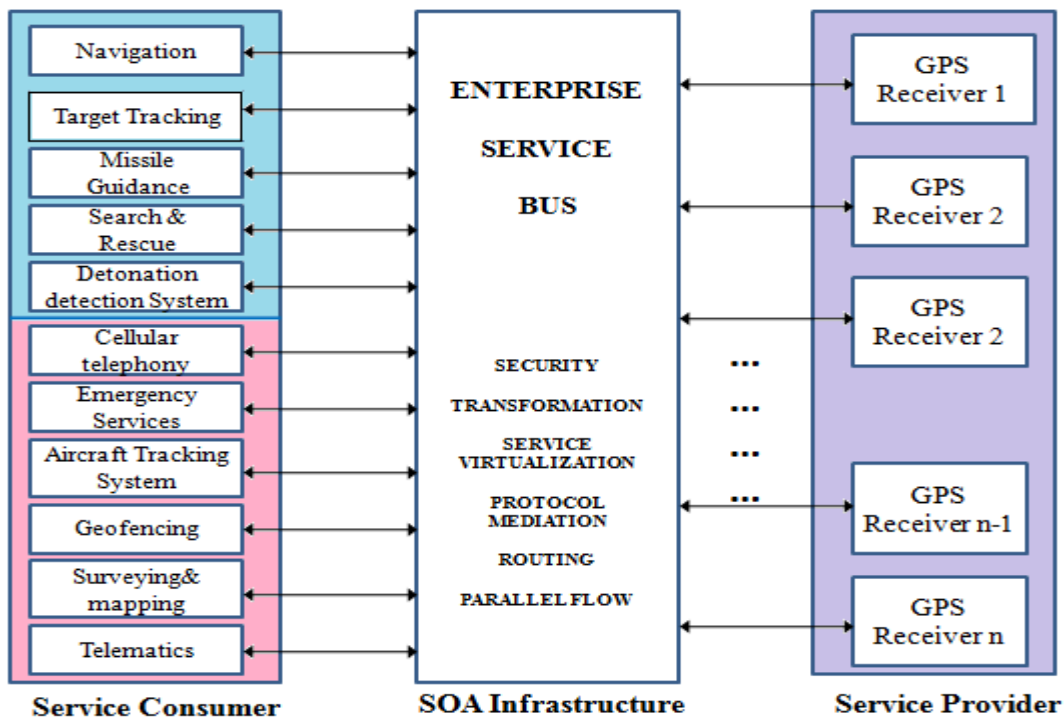 Navigation
Target Tracking
Missile
Guidance
Search &
Rescue
Detonation
detection System
Cellular
telephony
Emergency
Services
Aircraft Tracking
System
Geofencing
Surveying&
mapping
Telematics
Service Consumer
ENTERPRISE
SERVICE
BUS
SECURITY
TRANSFORMATION
SERVICE
VIRTUALIZATION
PROTOCOL
MEDIATION
ROUTING
PARALLEL FLOW
SOA Infrastructure
...
...
...
...
GPS
Receiver 1
GPS
Receiver 2
GPS
Receiver 2
GPS
Receiver n-1
GPS
Receiver n
Service Provider